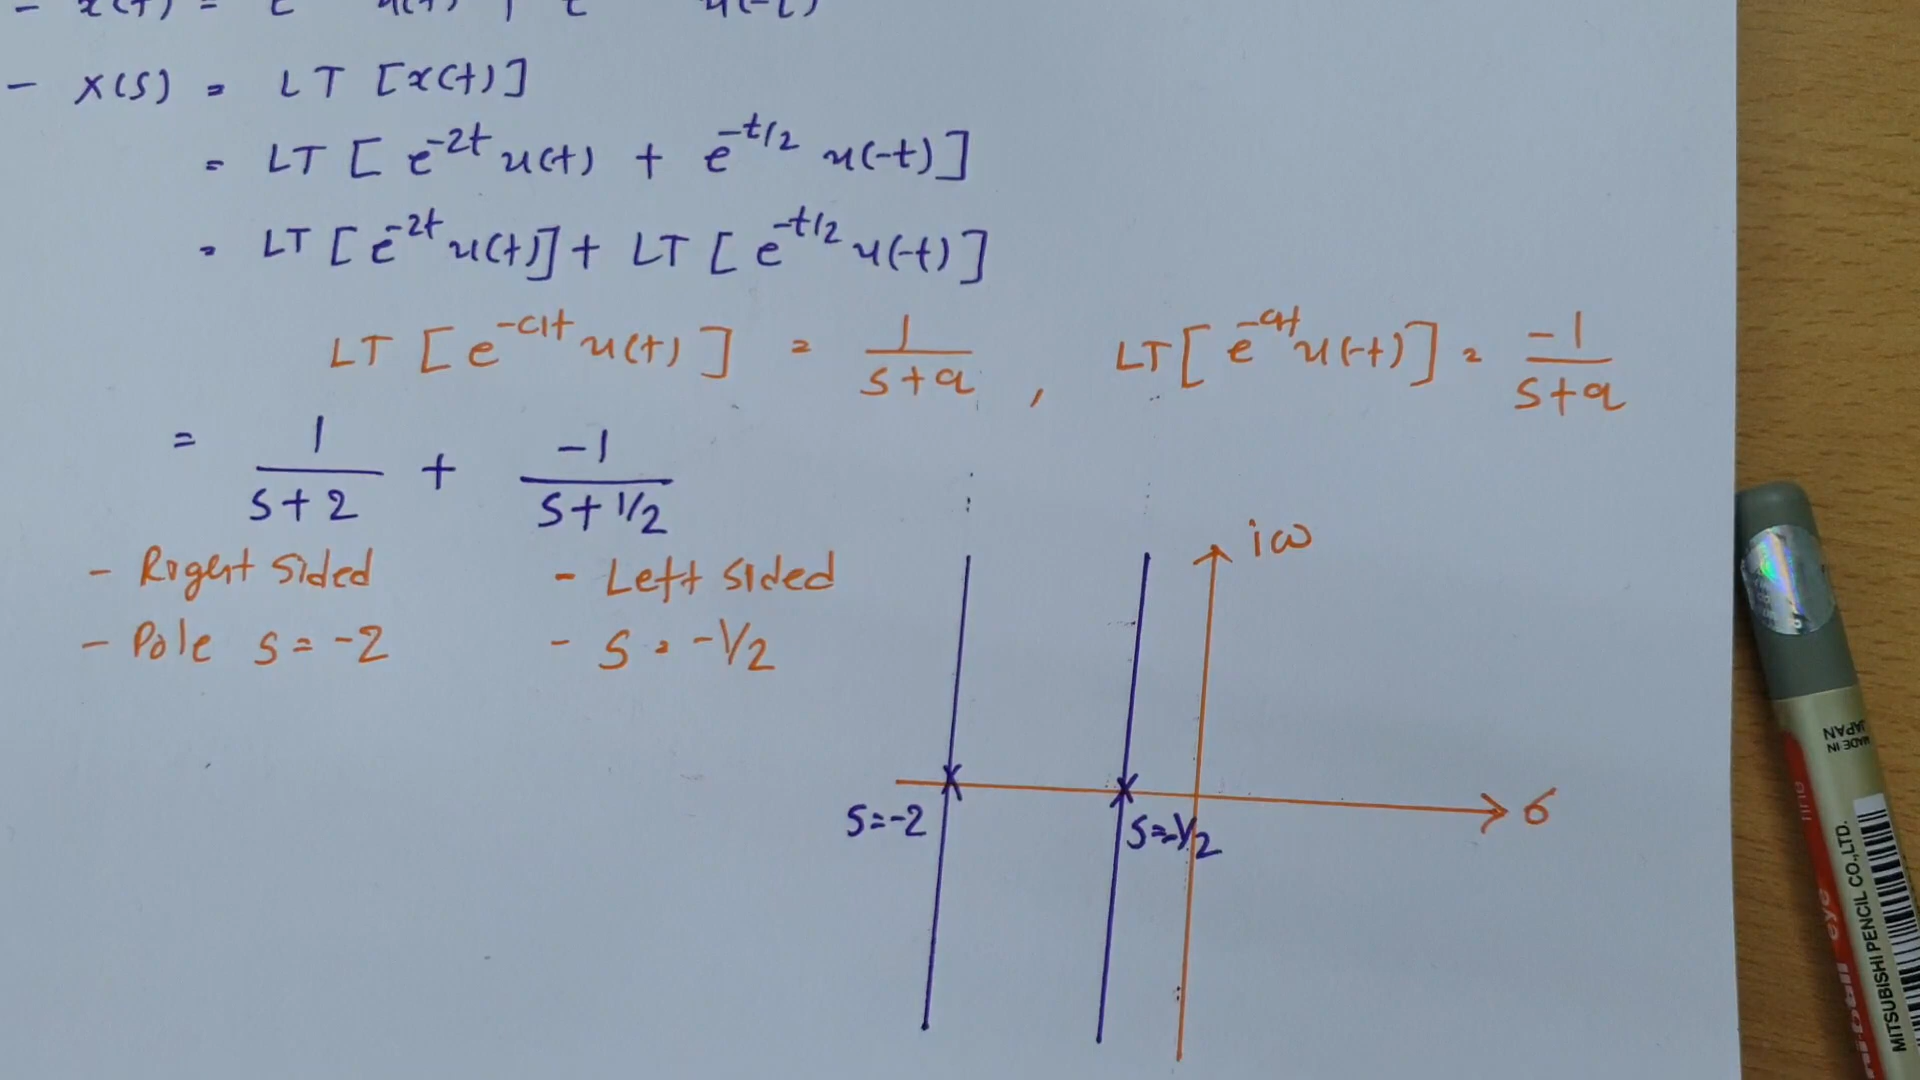 - X(S) = LT [x(t)]
= LT [ e^-2t u(t) + e^-t/2 u(-t) ]
= LT [ e^-2t u(t)] + LT [ e^-t/2 u(-t) ]
LT [ e^-at u(t) ] = 1/(s+a) , LT [ e^-at u(-t) ] = -1/(s+a)
= 1/(s+2) + -1/(s+1/2)
- Right sided - Left sided
- Pole s = -2 - s = -1/2
iω
σ
s=-2
s=-1/2
MADE IN JAPAN
fine
eye
MITSUBISHI PENCIL CO.,LTD.